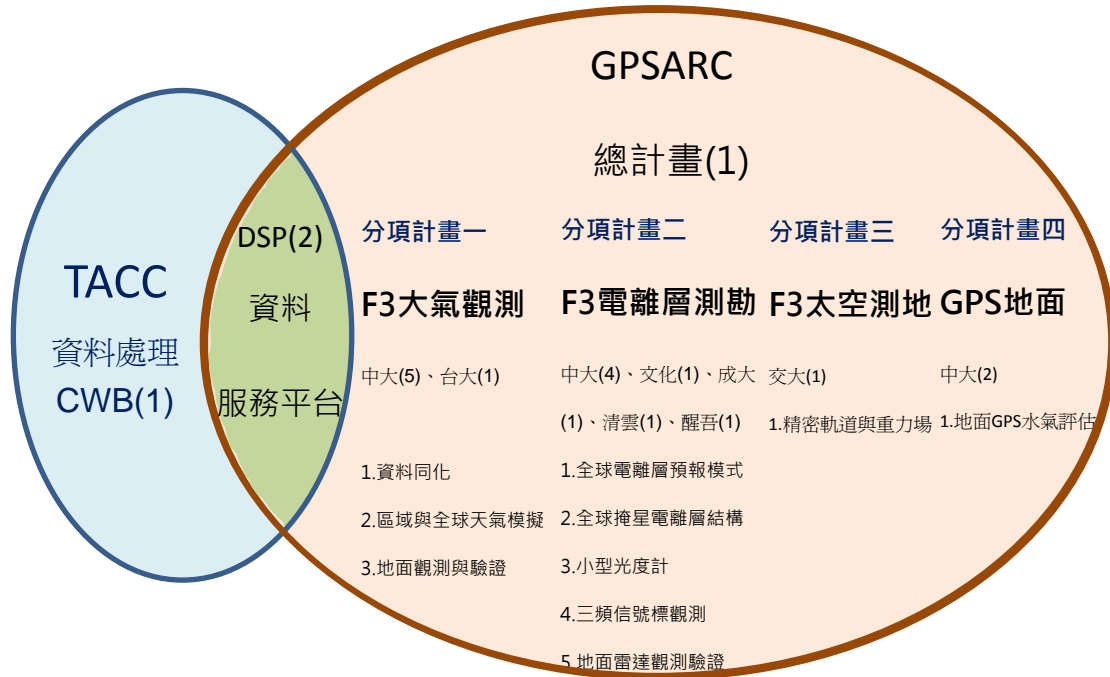 GPSARC
總計畫(1)
TACC
資料處理
CWB(1)
DSP(2)
資料
服務平台
分項計畫一
F3大氣觀測
中大(5)、台大(1)
1.資料同化
2.區域與全球天氣模擬
3.地面觀測與驗證
分項計畫二
F3電離層測勘
中大(4)、文化(1)、成大
(1)、清雲(1)、醒吾(1)
1.全球電離層預報模式
2.全球掩星電離層結構
3.小型光度計
4.三頻信號標觀測
5.地面雷達觀測驗證
分項計畫三
F3太空測地
交大(1)
1.精密軌道與重力場
分項計畫四
GPS地面
中大(2)
1.地面GPS水氣評估